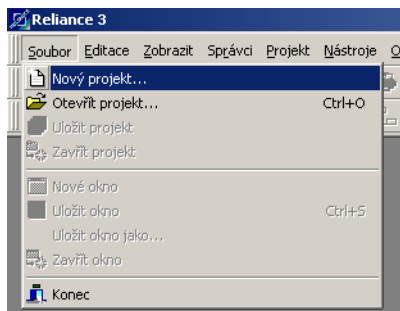 Reliance 3
Soubor Editace Zobrazit Správci Projekt Nástroje O
Nový projekt...
Otevřít projekt... Ctrl+O
Uložit projekt
Zavřít projekt
Nové okno
Uložit okno Ctrl+S
Uložit okno jako...
Zavřít okno
Konec